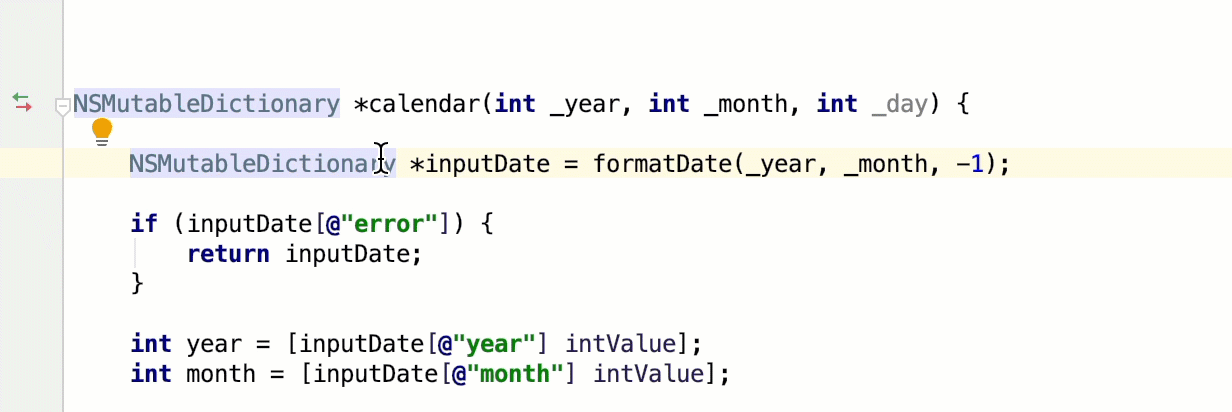 NSMutableDictionary *calendar(int _year, int _month, int _day) {
NSMutableDictionary *inputDate = formatDate(_year, _month, -1);
if (inputDate[@"error"]) {
return inputDate;
}
int year = [inputDate[@"year"] intValue];
int month = [inputDate[@"month"] intValue];